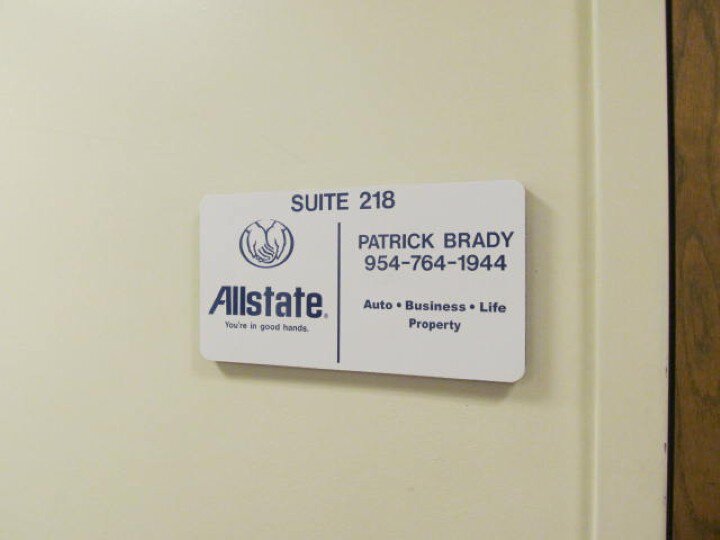 SUITE 218
Allstate®
You're in good hands.
PATRICK BRADY
954-764-1944
Auto • Business • Life
Property